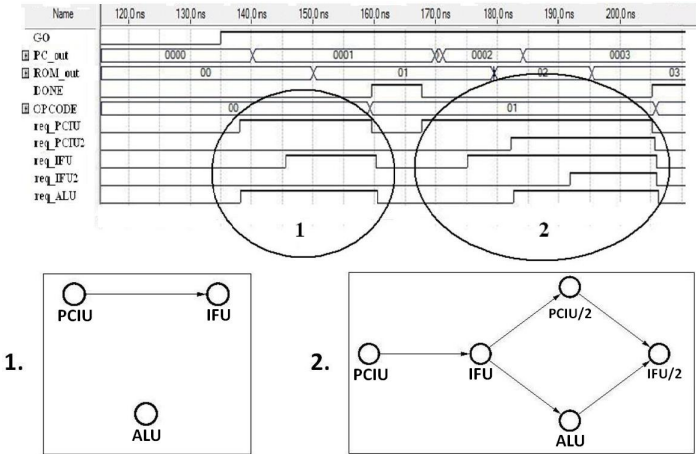 Name 120.0 ns 130.0 ns 140.0 ns 150.0 ns 160.0 ns 170.0 ns 180.0 ns 190.0 ns 200.0 ns
GO
PC_out 0000 0001 0002 0003
ROM_out 00 01 02 03
DONE
OPCODE 00 01
req_PCIU
req_PCIU2
req_IFU
req_IFU2
req_ALU
1 2
1.
PCIU IFU
ALU
2.
PCIU/2
PCIU IFU IFU/2
ALU